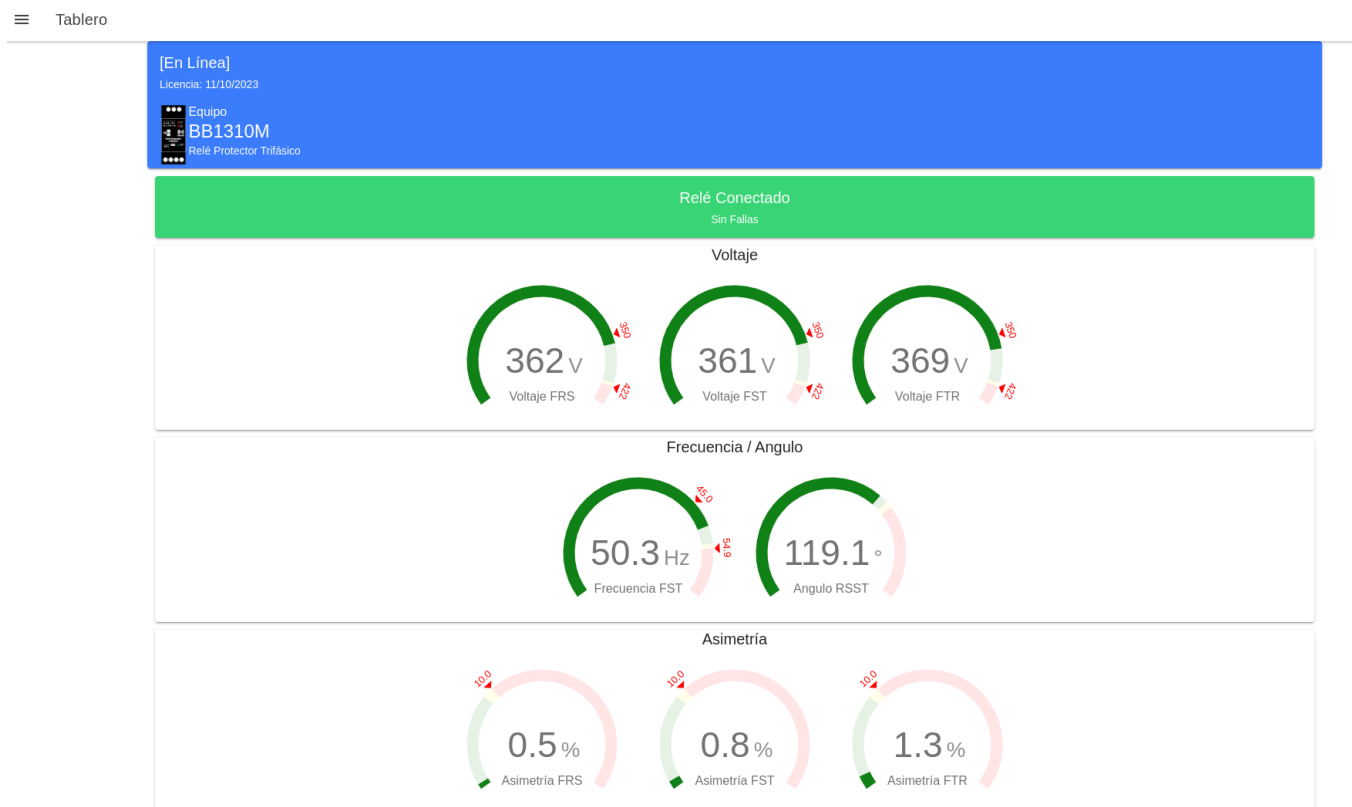 Tablero
[En Línea]
Licencia: 11/10/2023
Equipo
BB1310M
Relé Protector Trifásico
Relé Conectado
Sin Fallas
Voltaje
350
422
362 V
Voltaje FRS
350
422
361 V
Voltaje FST
350
422
369 V
Voltaje FTR
Frecuencia / Angulo
45.0
54.9
50.3 Hz
Frecuencia FST
119.1 °
Angulo RSST
Asimetría
10.0
0.5 %
Asimetría FRS
10.0
0.8 %
Asimetría FST
10.0
1.3 %
Asimetría FTR